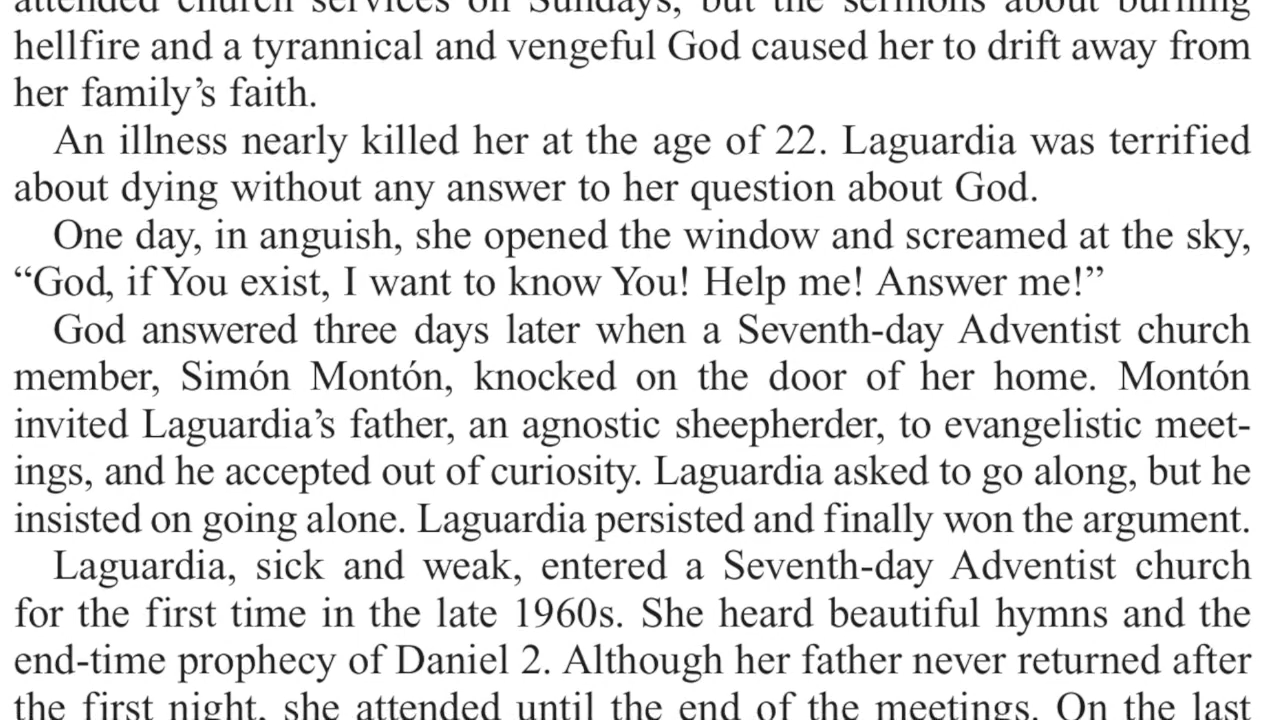 attended church services on Sundays, but the sermons about burning
hellfire and a tyrannical and vengeful God caused her to drift away from
her family’s faith.
An illness nearly killed her at the age of 22. Laguardia was terrified
about dying without any answer to her question about God.
One day, in anguish, she opened the window and screamed at the sky,
“God, if You exist, I want to know You! Help me! Answer me!”
God answered three days later when a Seventh-day Adventist church
member, Simón Montón, knocked on the door of her home. Montón
invited Laguardia’s father, an agnostic sheepherder, to evangelistic meet-
ings, and he accepted out of curiosity. Laguardia asked to go along, but he
insisted on going alone. Laguardia persisted and finally won the argument.
Laguardia, sick and weak, entered a Seventh-day Adventist church
for the first time in the late 1960s. She heard beautiful hymns and the
end-time prophecy of Daniel 2. Although her father never returned after
the first night, she attended until the end of the meetings. On the last